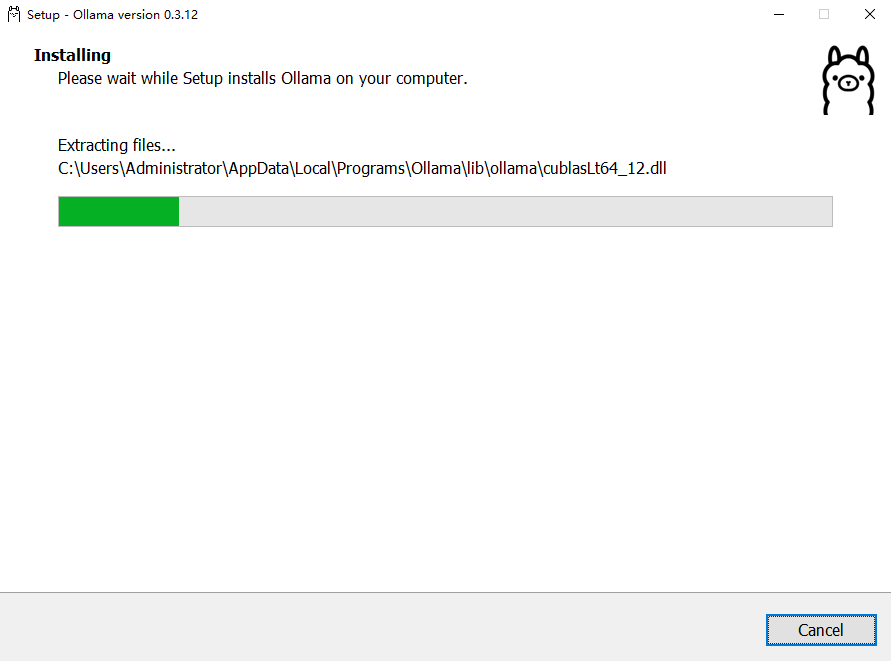 Setup - Ollama version 0.3.12
Installing
Please wait while Setup installs Ollama on your computer.
Extracting files...
C:\Users\Administrator\AppData\Local\Programs\Ollama\lib\ollama\cublasLt64_12.dll
Cancel